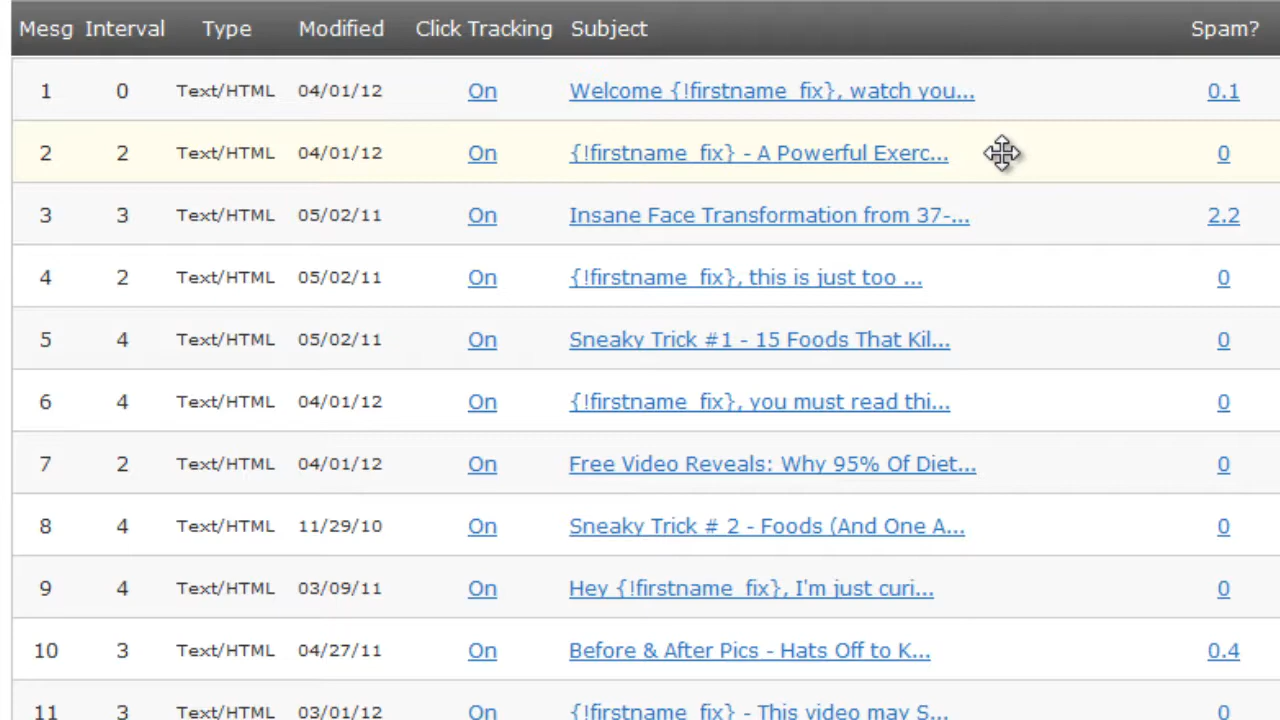 Mesg Interval Type Modified Click Tracking Subject Spam?
1 0 Text/HTML 04/01/12 On Welcome {!firstname_fix}, watch you... 0.1
2 2 Text/HTML 04/01/12 On {!firstname_fix} - A Powerful Exerc... 0
3 3 Text/HTML 05/02/11 On Insane Face Transformation from 37-... 2.2
4 2 Text/HTML 05/02/11 On {!firstname_fix}, this is just too ... 0
5 4 Text/HTML 05/02/11 On Sneaky Trick #1 - 15 Foods That Kil... 0
6 4 Text/HTML 04/01/12 On {!firstname_fix}, you must read thi... 0
7 2 Text/HTML 04/01/12 On Free Video Reveals: Why 95% Of Diet... 0
8 4 Text/HTML 11/29/10 On Sneaky Trick # 2 - Foods (And One A... 0
9 4 Text/HTML 03/09/11 On Hey {!firstname_fix}, I'm just curi... 0
10 3 Text/HTML 04/27/11 On Before & After Pics - Hats Off to K... 0.4
11 3 Text/HTML 03/01/12 On {!firstname_fix} - This video may S... 0